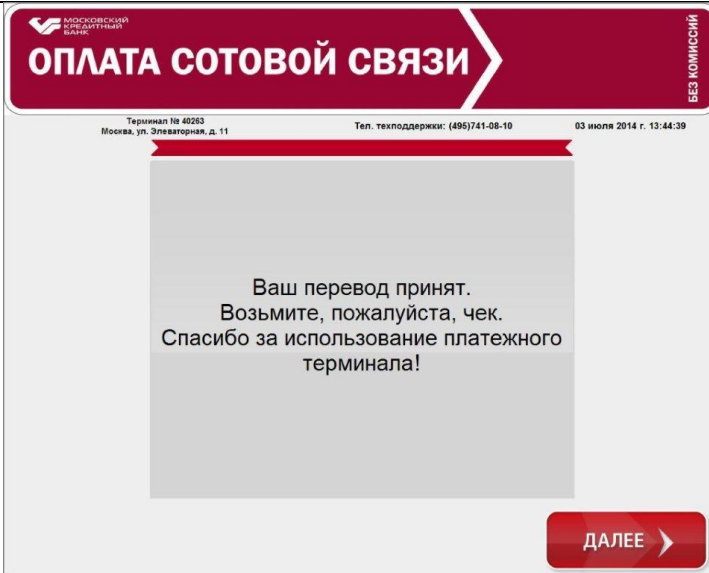 МОСКОВСКИЙ
КРЕДИТНЫЙ
БАНК
ОПЛАТА СОТОВОЙ СВЯЗИ
БЕЗ КОМИССИЙ
Терминал № 40263
Москва, ул. Элеваторная, д. 11
Тел. техподдержки: (495)741-08-10
03 июля 2014 г. 13:44:39
Ваш перевод принят.
Возьмите, пожалуйста, чек.
Спасибо за использование платежного
терминала!
ДАЛЕЕ